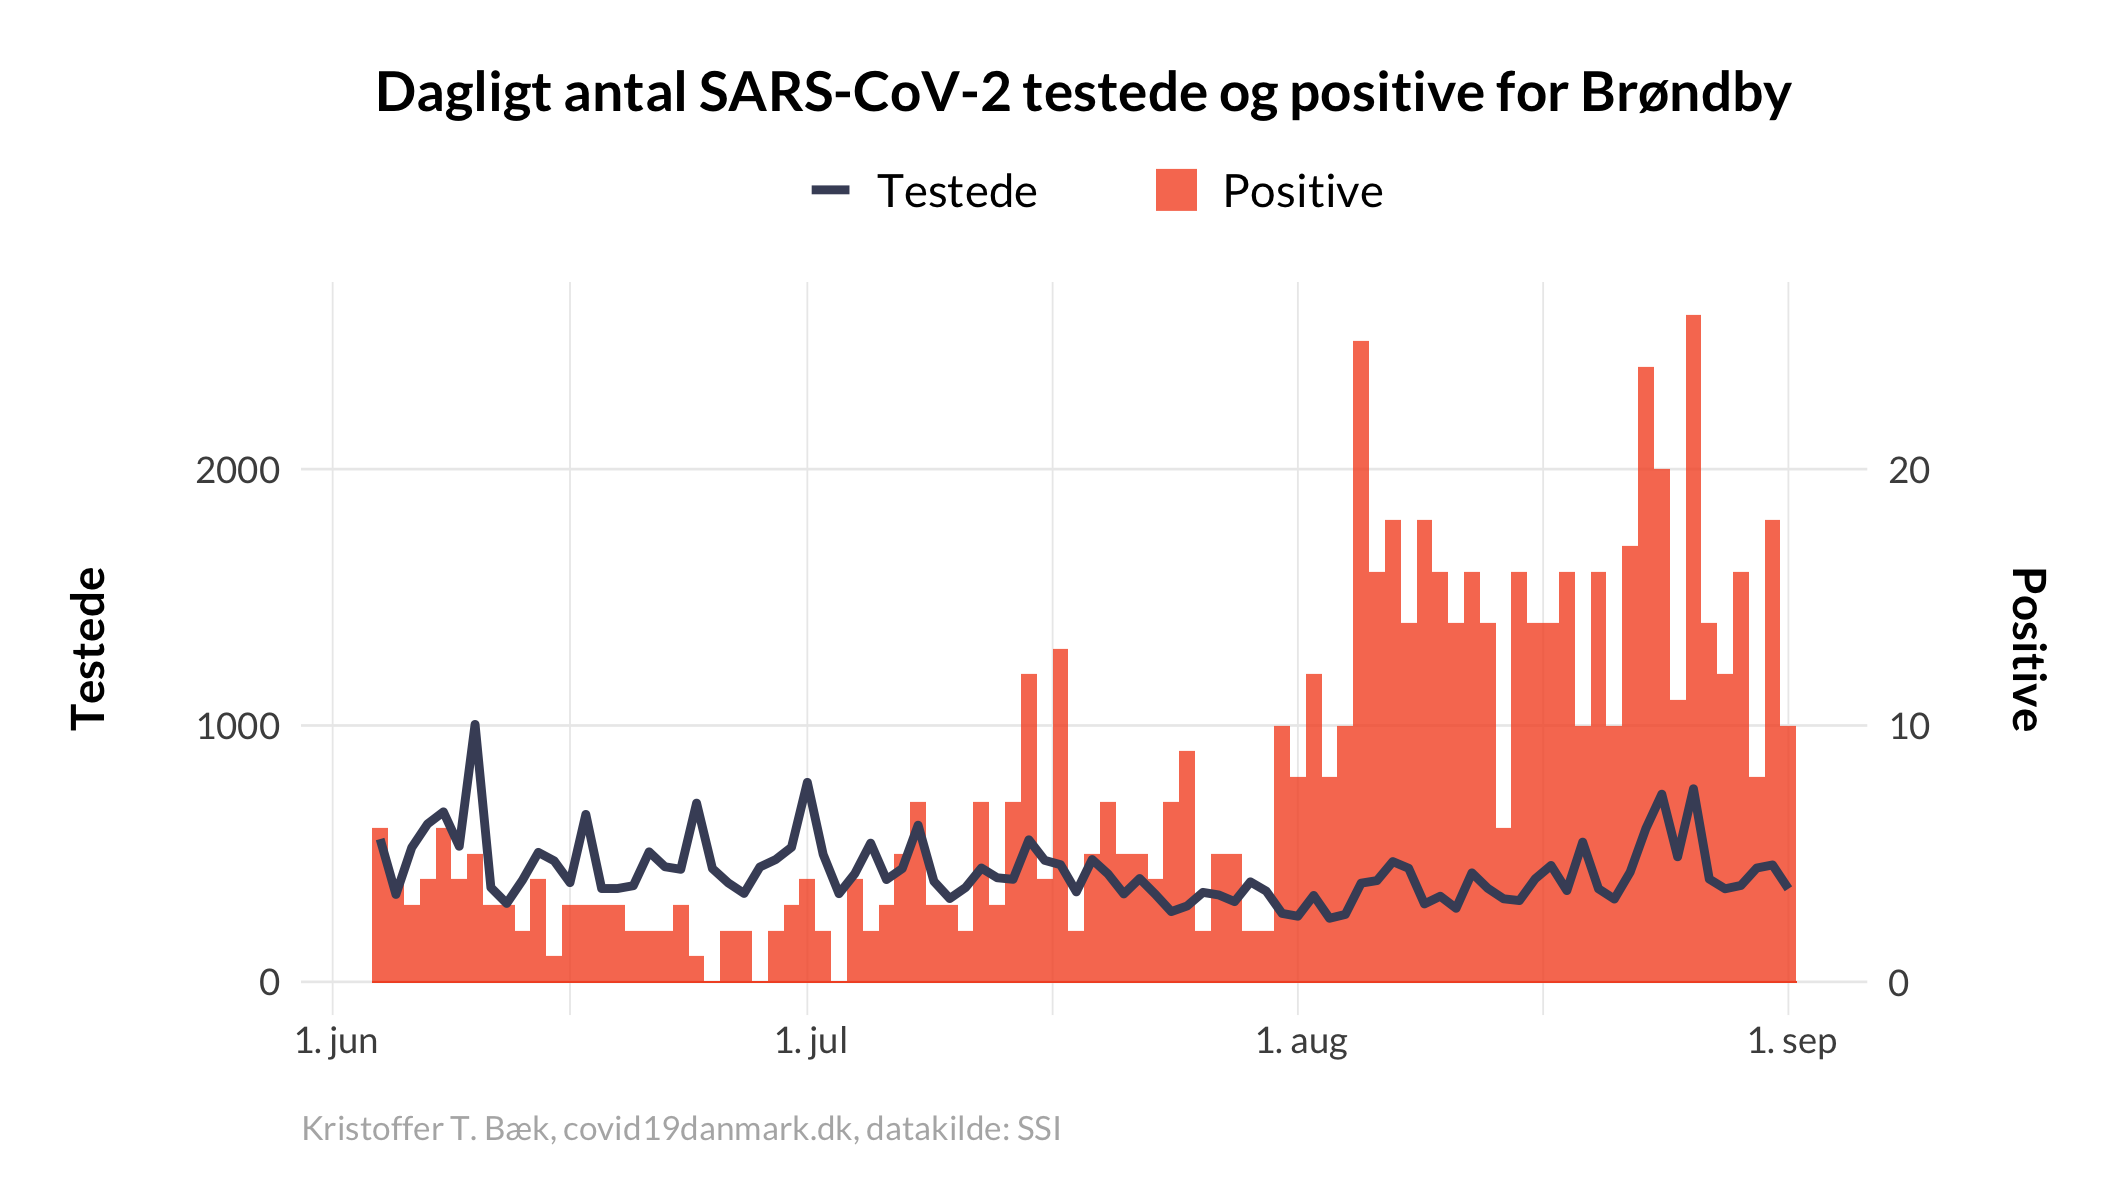 Dagligt antal SARS-CoV-2 testede og positive for Brøndby
Testede
Positive
2000
1000
0
Testede
20
10
0
Positive
1. jun
1. jul
1. aug
1. sep
Kristoffer T. Bæk, covid19danmark.dk, datakilde: SSI